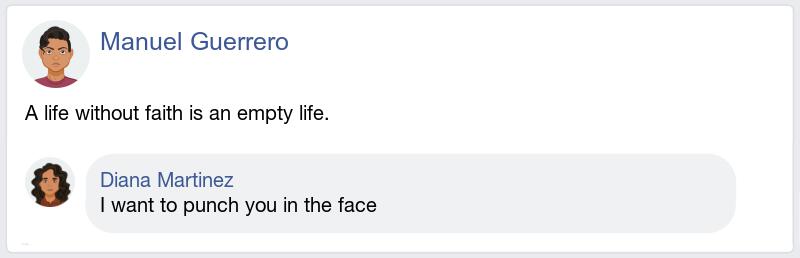 Manuel Guerrero
A life without faith is an empty life.
Diana Martinez
I want to punch you in the face